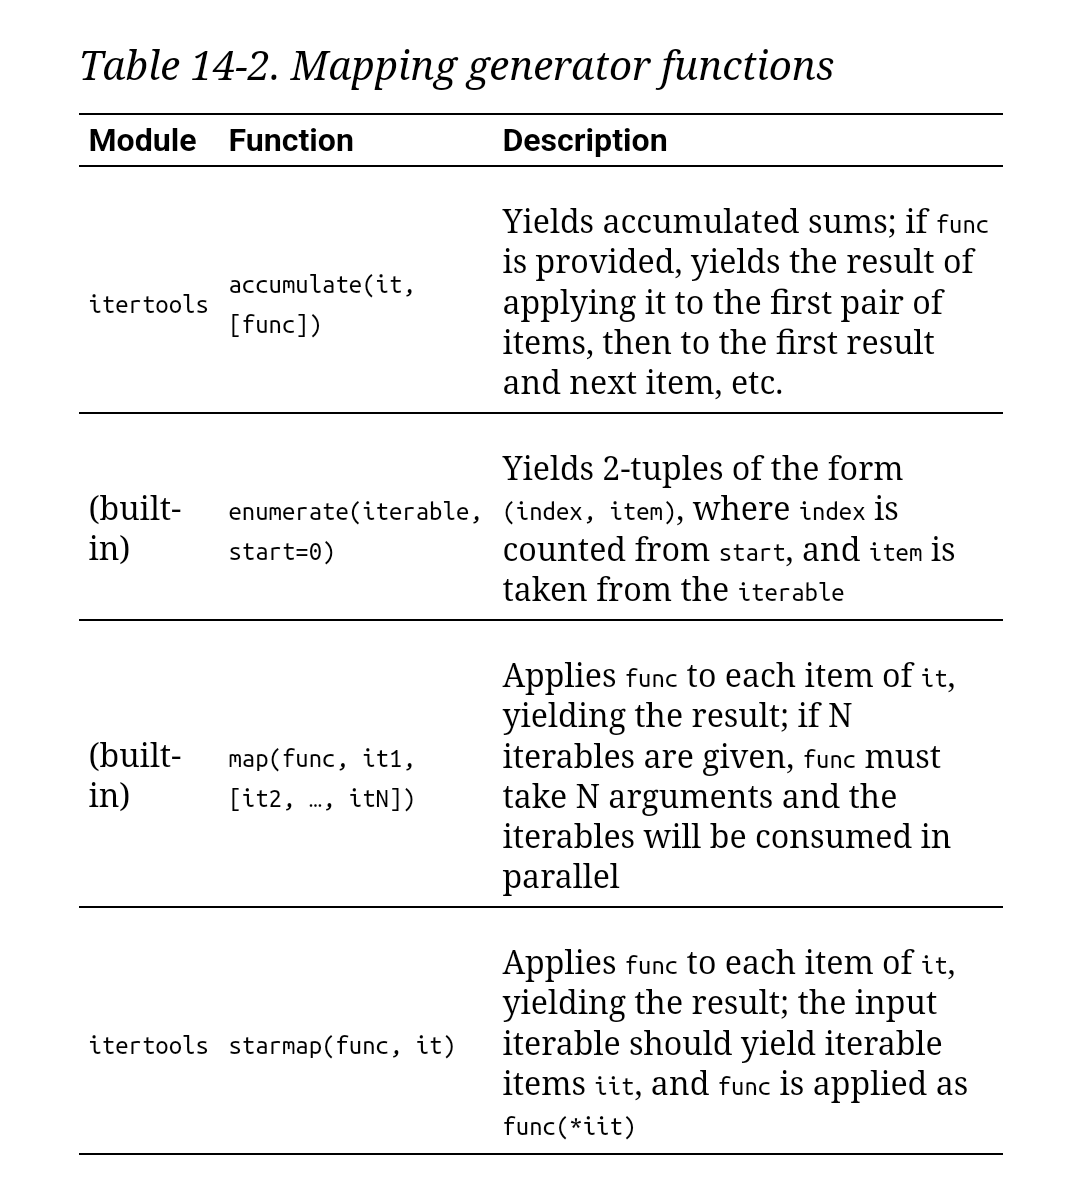 Table 14-2. Mapping generator functions
Module Function Description
itertools accumulate(it, [func]) Yields accumulated sums; if func
is provided, yields the result of
applying it to the first pair of
items, then to the first result
and next item, etc.
(built-in) enumerate(iterable, start=0) Yields 2-tuples of the form
(index, item), where index is
counted from start, and item is
taken from the iterable
(built-in) map(func, it1, [it2, …, itN]) Applies func to each item of it,
yielding the result; if N
iterables are given, func must
take N arguments and the
iterables will be consumed in
parallel
itertools starmap(func, it) Applies func to each item of it,
yielding the result; the input
iterable should yield iterable
items iit, and func is applied as
func(*iit)